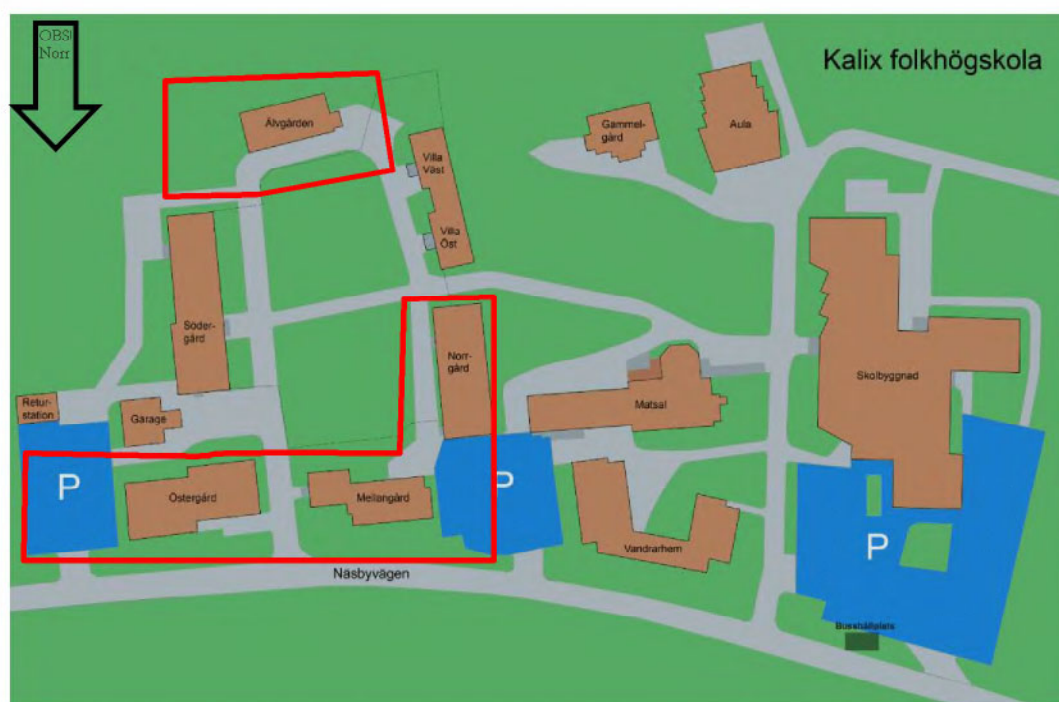 OBS!
Norr
Kalix folkhögskola
Älvgården
Gammel-
gård
Aula
Villa
Väst
Villa
Öst
Söder-
gård
Norr-
gård
Skolbyggnad
Retur-
station
Garage
Matsal
P
Östergård
Mellangård
P
Vandrarhem
P
Näsbyvägen
Busshållplats